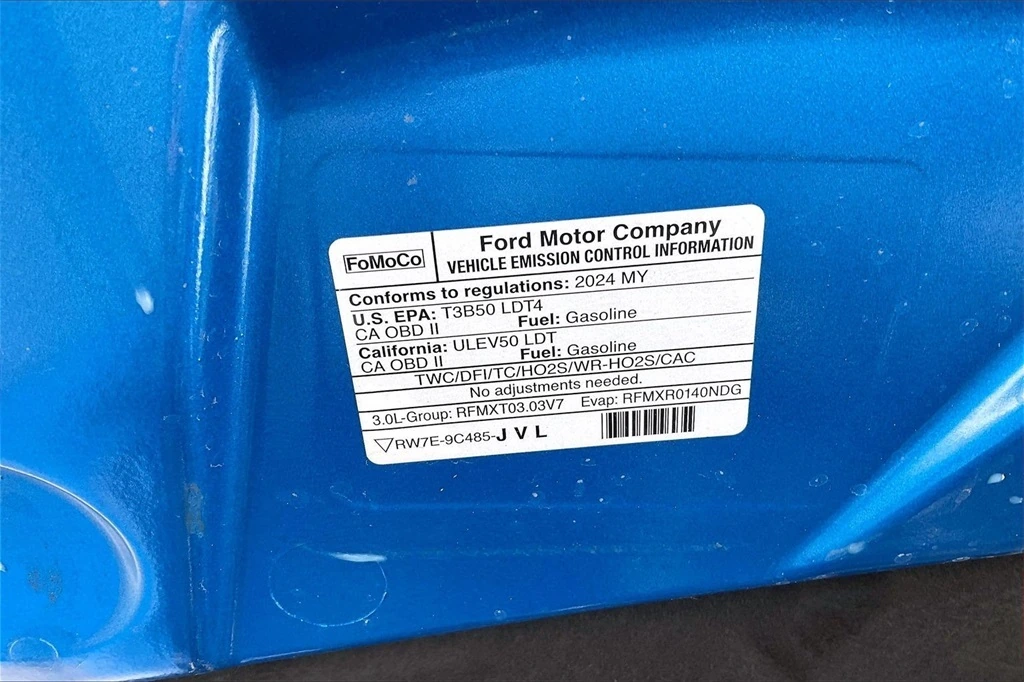 FoMoCo
Ford Motor Company
VEHICLE EMISSION CONTROL INFORMATION
Conforms to regulations: 2024 MY
U.S. EPA: T3B50 LDT4
CA OBD II Fuel: Gasoline
California: ULEV50 LDT
CA OBD II Fuel: Gasoline
TWC/DFI/TC/HO2S/WR-HO2S/CAC
No adjustments needed.
3.0L-Group: RFMXT03.03V7 Evap: RFMXR0140NDG
RW7E-9C485-J V L